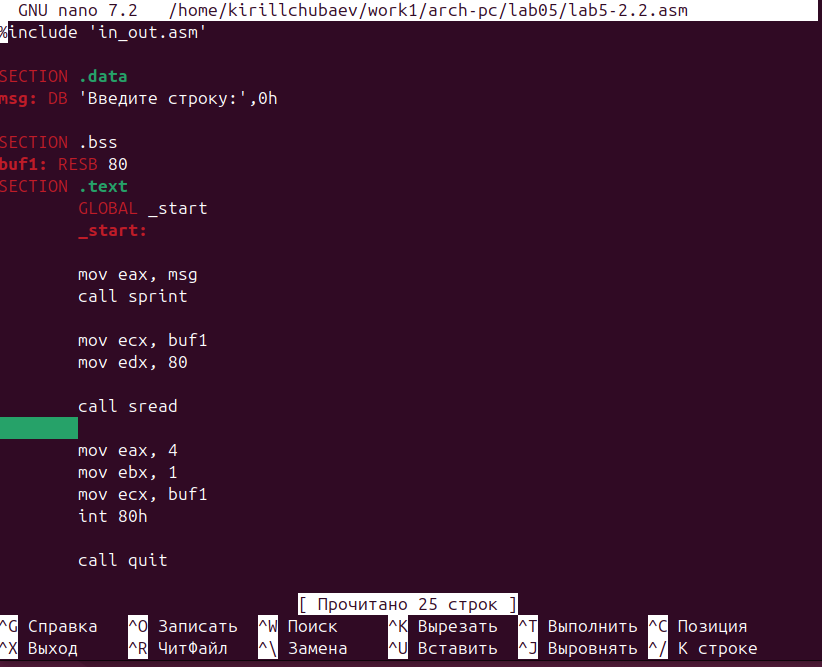 GNU nano 7.2 /home/kirillchubaev/work1/arch-pc/lab05/lab5-2.2.asm
%include 'in_out.asm'
SECTION .data
msg: DB 'Введите строку:',0h
SECTION .bss
buf1: RESB 80
SECTION .text
GLOBAL _start
_start:
mov eax, msg
call sprint
mov ecx, buf1
mov edx, 80
call sread
mov eax, 4
mov ebx, 1
mov ecx, buf1
int 80h
call quit
[ Прочитано 25 строк ]
^G Справка ^O Записать ^W Поиск ^K Вырезать ^T Выполнить ^C Позиция
^X Выход ^R ЧитФайл ^\ Замена ^U Вставить ^J Выровнять ^/ К строке